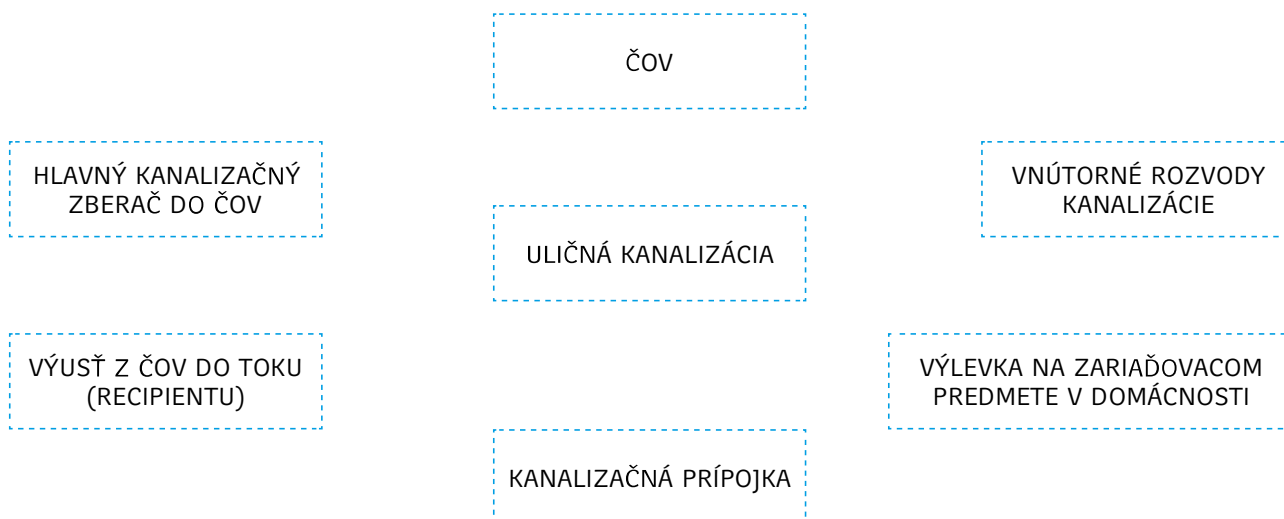 ČOV
HLAVNÝ KANALIZAČNÝ
ZBERAČ DO ČOV
VNÚTORNÉ ROZVODY
KANALIZÁCIE
ULIČNÁ KANALIZÁCIA
VÝUSŤ Z ČOV DO TOKU
(RECIPIENTU)
VÝLEVKA NA ZARIAĎOVACOM
PREDMETE V DOMÁCNOSTI
KANALIZAČNÁ PRÍPOJKA